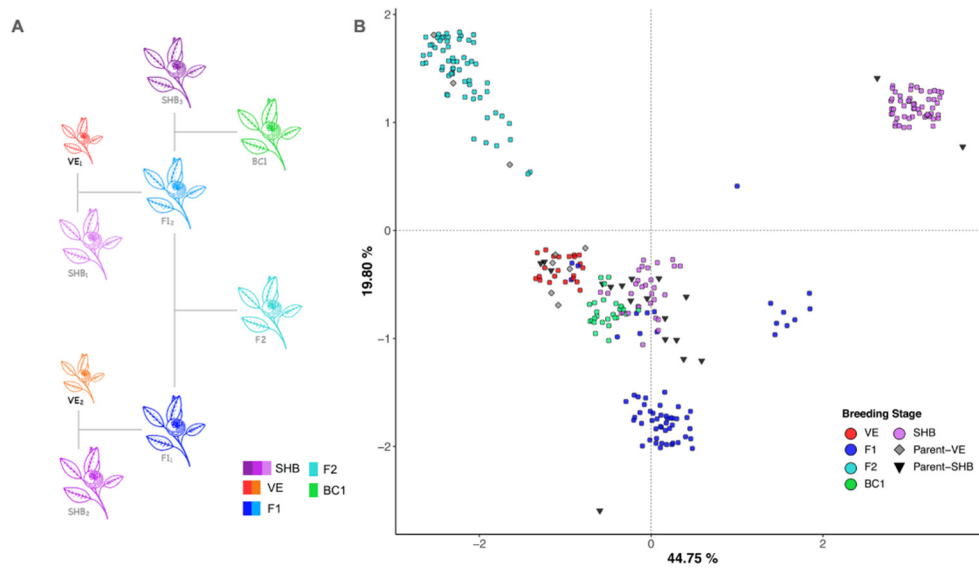 A
SHB₃
BC1
VE₁
F1₂
SHB₁
F2
VE₂
F1₁
SHB₂
SHB
F2
VE
BC1
F1
B
2
1
0
−1
−2
19.80 %
−2
0
2
44.75 %
Breeding Stage
VE
SHB
F1
Parent−VE
F2
Parent−SHB
BC1